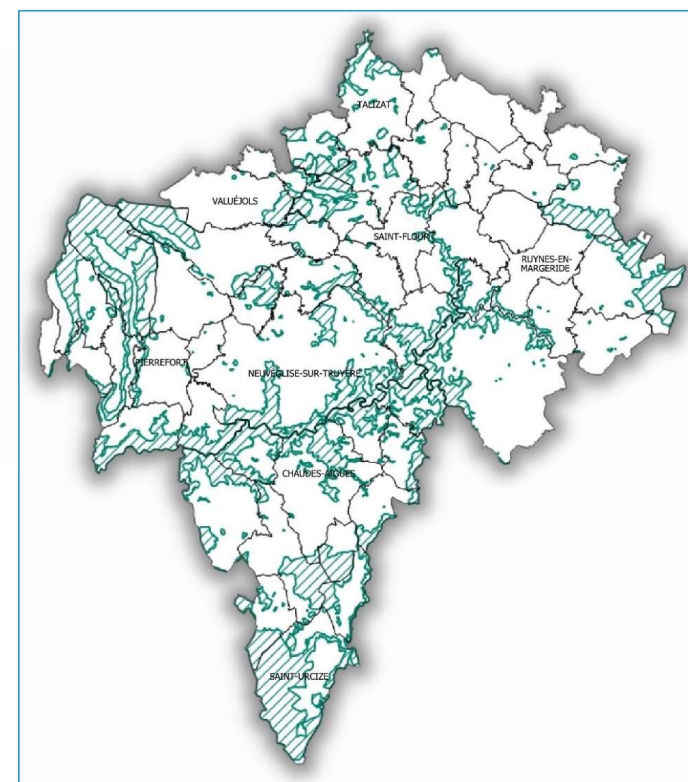 TALIZAT
VALUÉJOLS
SAINT-FLOUR
RUYNES-EN-
MARGERIDE
PIERREFORT
NEUVÉGLISE-SUR-TRUYÈRE
CHAUDES-AIGUES
SAINT-URCIZE